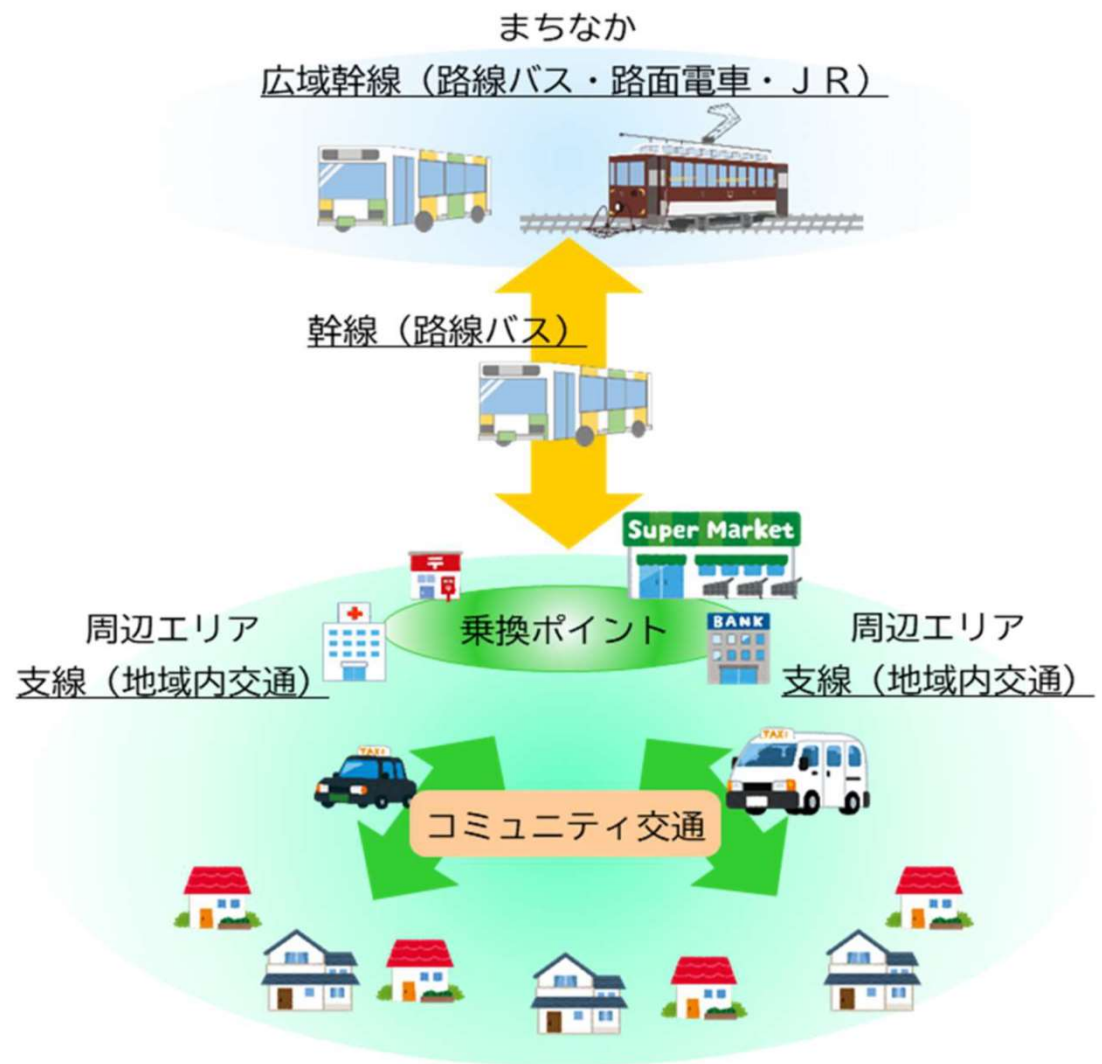 まちなか
広域幹線（路線バス・路面電車・ＪＲ）
幹線（路線バス）
Super Market
〒
乗換ポイント
BANK
周辺エリア
支線（地域内交通）
周辺エリア
支線（地域内交通）
TAXI
TAXI
コミュニティ交通